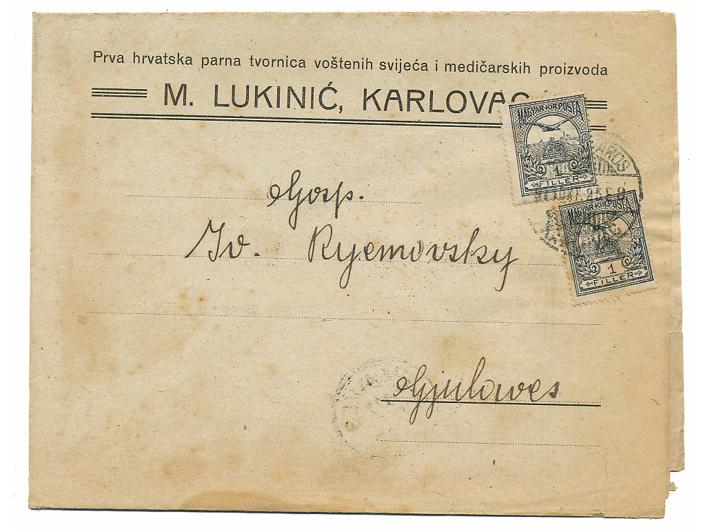 Prva hrvatska parna tvornica voštenih svijeća i medičarskih proizvoda
M. LUKINIĆ, KARLOVAC
MAGYAR KIR. POSTA
1
FILLER
MAGYAR KIR. POSTA
1
FILLER
Gosp.
Iv. Ryemovsky
Gjulaves